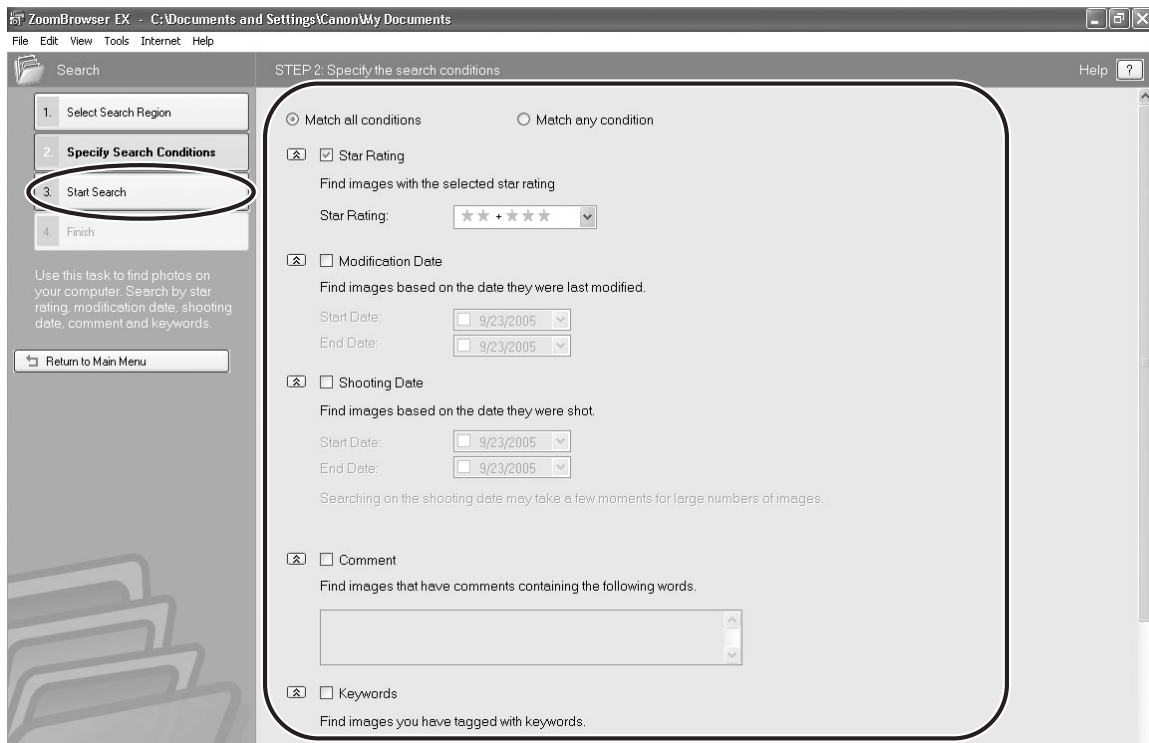 ZoomBrowser EX - C:\Documents and Settings\Canon\My Documents
File Edit View Tools Internet Help
Search
STEP 2: Specify the search conditions
Help ?
1. Select Search Region
2. Specify Search Conditions
3. Start Search
4. Finish
Use this task to find photos on
your computer. Search by star
rating, modification date, shooting
date, comment and keywords.
Return to Main Menu
Match all conditions Match any condition
Star Rating
Find images with the selected star rating
Star Rating: ★★ + ★★★
Modification Date
Find images based on the date they were last modified.
Start Date: 9/23/2005
End Date: 9/23/2005
Shooting Date
Find images based on the date they were shot.
Start Date: 9/23/2005
End Date: 9/23/2005
Searching on the shooting date may take a few moments for large numbers of images.
Comment
Find images that have comments containing the following words.
Keywords
Find images you have tagged with keywords.